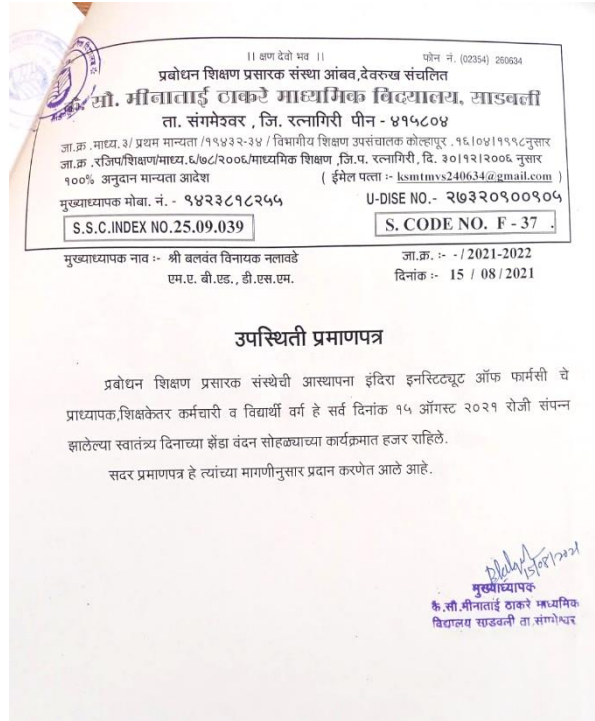 ।। क्षण देवो भव ।। फोन नं. (02354) 260634
प्रबोधन शिक्षण प्रसारक संस्था आंबव,देवरुख संचलित
कै. सौ. मीनाताई ठाकरे माध्यमिक विद्यालय, साडवली
ता. संगमेश्वर , जि. रत्नागिरी पीन - ४१५८०४
जा.क्र .माध्य.३/ प्रथम मान्यता /१९४३२-३४ / विभागीय शिक्षण उपसंचालक कोल्हापूर .१६|०४|१९९८नुसार
जा.क्र .रजिप/शिक्षण/माध्य.६/७८/२००६/माध्यमिक शिक्षण ,जि.प. रत्नागिरी, दि. ३०|१२|२००६ नुसार
१००% अनुदान मान्यता आदेश ( ईमेल पत्ता :- ksmtmvs240634@gmail.com )
मुख्याध्यापक मोबा. नं. - ९४२३८१८२५५ U-DISE NO.- २७३२०९००९०५
S.S.C.INDEX NO.25.09.039 S. CODE NO. F - 37 .
मुख्याध्यापक नाव :- श्री बलवंत विनायक नलावडे जा.क्र. :- - / 2021-2022
एम.ए. बी.एड., डी.एस.एम. दिनांक :- 15 / 08 / 2021
उपस्थिती प्रमाणपत्र
प्रबोधन शिक्षण प्रसारक संस्थेची आस्थापना इंदिरा इनस्टिट्यूट ऑफ फार्मसी चे
प्राध्यापक,शिक्षकेतर कर्मचारी व विद्यार्थी वर्ग हे सर्व दिनांक १५ ऑगस्ट २०२१ रोजी संपन्न
झालेल्या स्वातंत्र्य दिनाच्या झेंडा वंदन सोहळ्याच्या कार्यक्रमात हजर राहिले.
सदर प्रमाणपत्र हे त्यांच्या मागणीनुसार प्रदान करणेत आले आहे.
15/08/2021
मुख्याध्यापक
कै.सौ.मीनाताई ठाकरे माध्यमिक
विद्यालय साडवली ता.संगमेश्वर